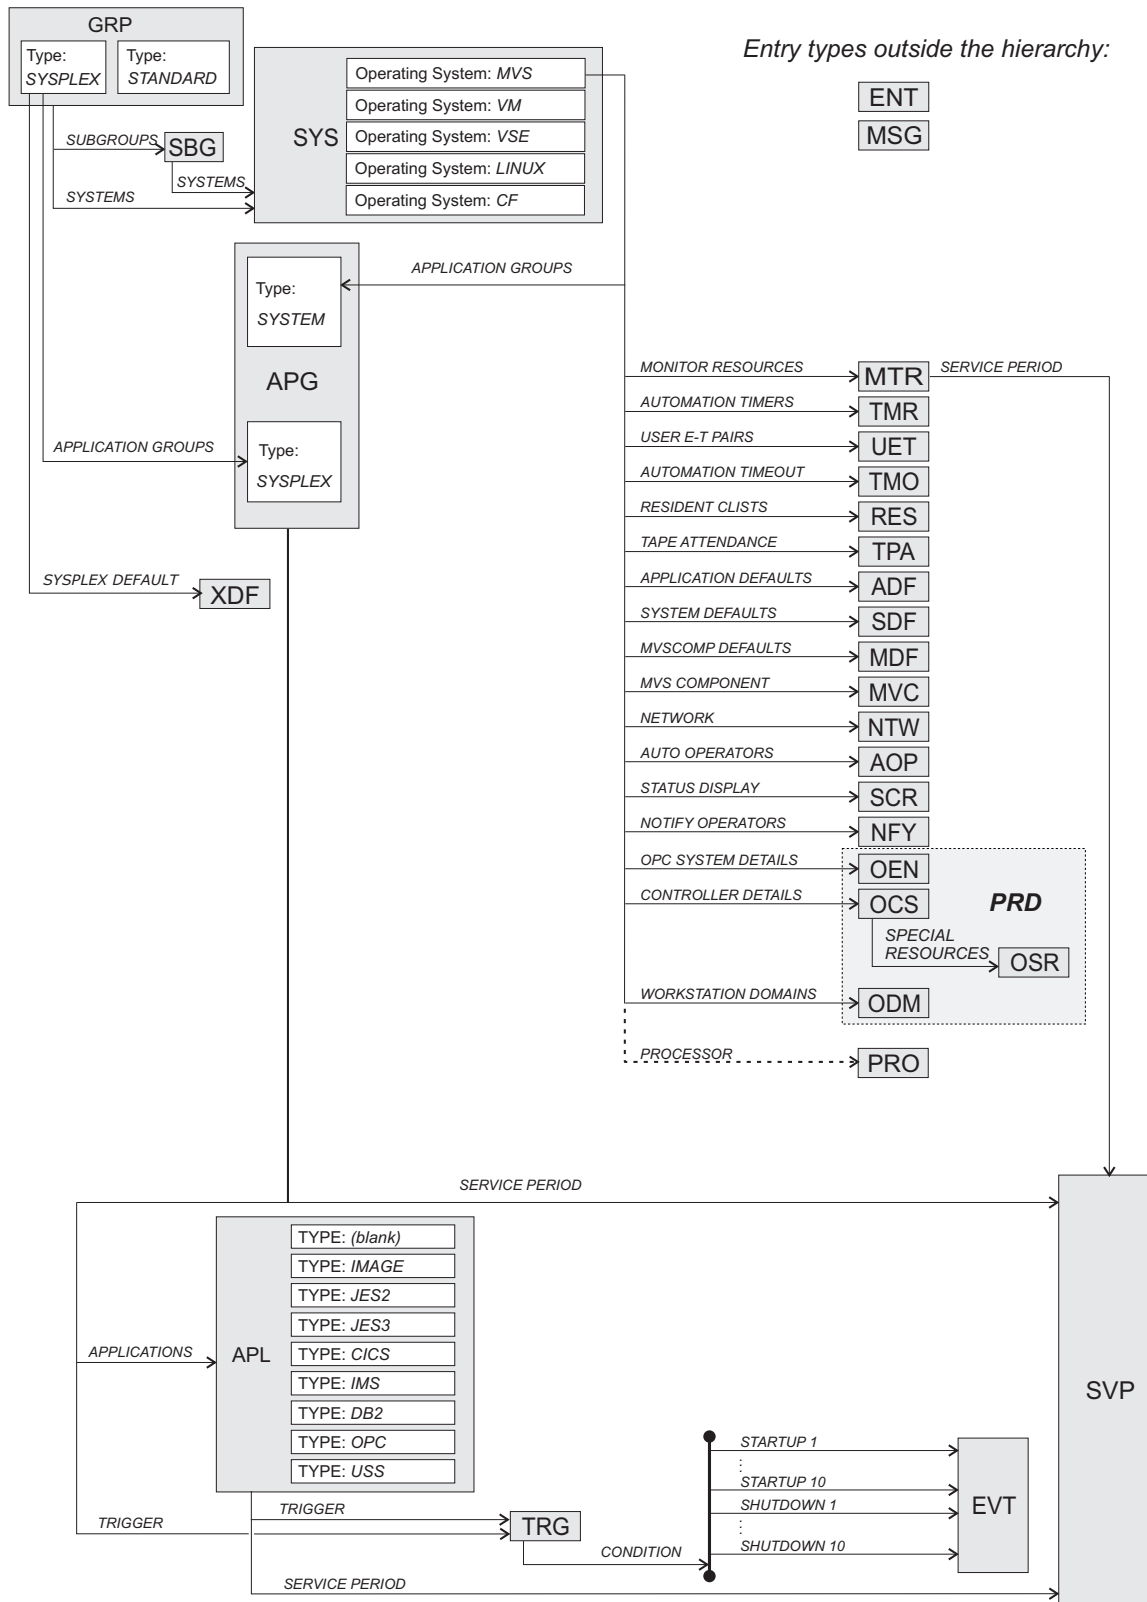 GRP
Type:
SYSPLEX
Type:
STANDARD
Entry types outside the hierarchy:
ENT
MSG
SYS
Operating System: MVS
Operating System: VM
Operating System: VSE
Operating System: LINUX
Operating System: CF
SUBGROUPS
SBG
SYSTEMS
SYSTEMS
APPLICATION GROUPS
Type:
SYSTEM
APG
Type:
SYSPLEX
APPLICATION GROUPS
SYSPLEX DEFAULT
XDF
MONITOR RESOURCES
MTR
SERVICE PERIOD
AUTOMATION TIMERS
TMR
USER E-T PAIRS
UET
AUTOMATION TIMEOUT
TMO
RESIDENT CLISTS
RES
TAPE ATTENDANCE
TPA
APPLICATION DEFAULTS
ADF
SYSTEM DEFAULTS
SDF
MVSCOMP DEFAULTS
MDF
MVS COMPONENT
MVC
NETWORK
NTW
AUTO OPERATORS
AOP
STATUS DISPLAY
SCR
NOTIFY OPERATORS
NFY
OPC SYSTEM DETAILS
OEN
CONTROLLER DETAILS
OCS
PRD
SPECIAL
RESOURCES
OSR
WORKSTATION DOMAINS
ODM
PROCESSOR
PRO
SERVICE PERIOD
APPLICATIONS
APL
TYPE: (blank)
TYPE: IMAGE
TYPE: JES2
TYPE: JES3
TYPE: CICS
TYPE: IMS
TYPE: DB2
TYPE: OPC
TYPE: USS
SVP
TRIGGER
TRIGGER
TRG
CONDITION
STARTUP 1
⋮
STARTUP 10
SHUTDOWN 1
⋮
SHUTDOWN 10
EVT
SERVICE PERIOD